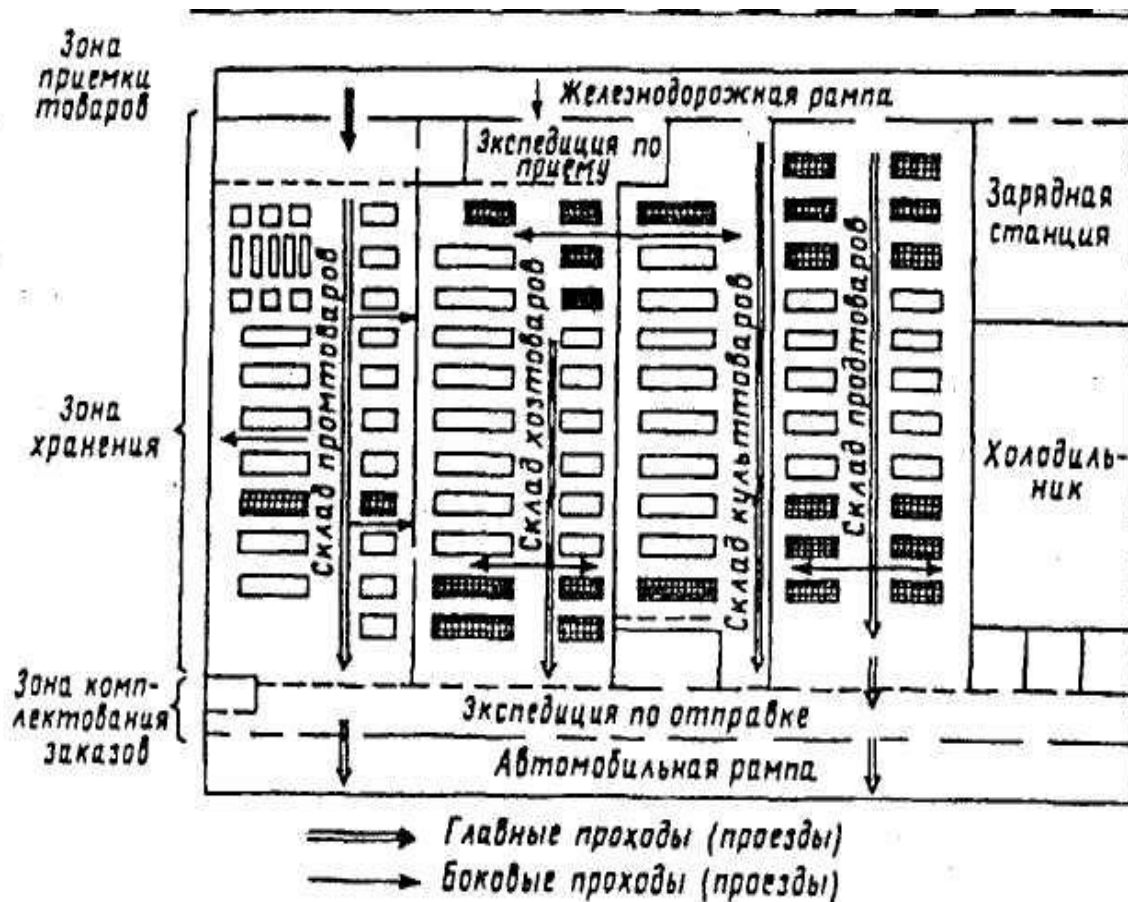 Зона
приемки
товаров
Железнодорожная рампа
Экспедиция по
приему
Зарядная
станция
Склад промтоваров
Склад хозтоваров
Склад культтоваров
Склад продтоваров
Зона
хранения
Холодиль-
ник
Зона комп-
лектования
заказов
Экспедиция по отправке
Автомобильная рампа
Главные проходы (проезды)
Боковые проходы (проезды)